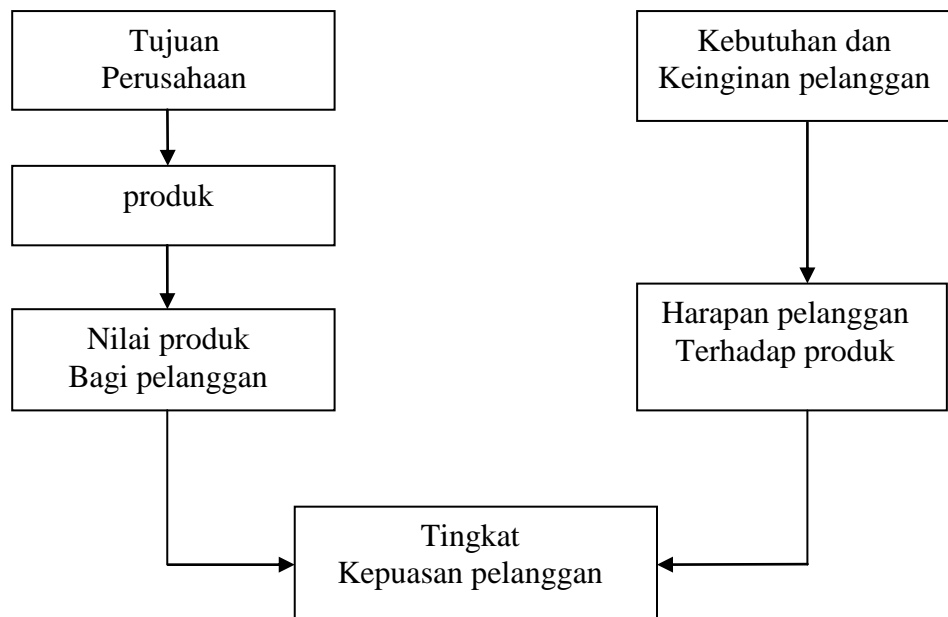 Tujuan
Perusahaan
Kebutuhan dan
Keinginan pelanggan
produk
Nilai produk
Bagi pelanggan
Harapan pelanggan
Terhadap produk
Tingkat
Kepuasan pelanggan